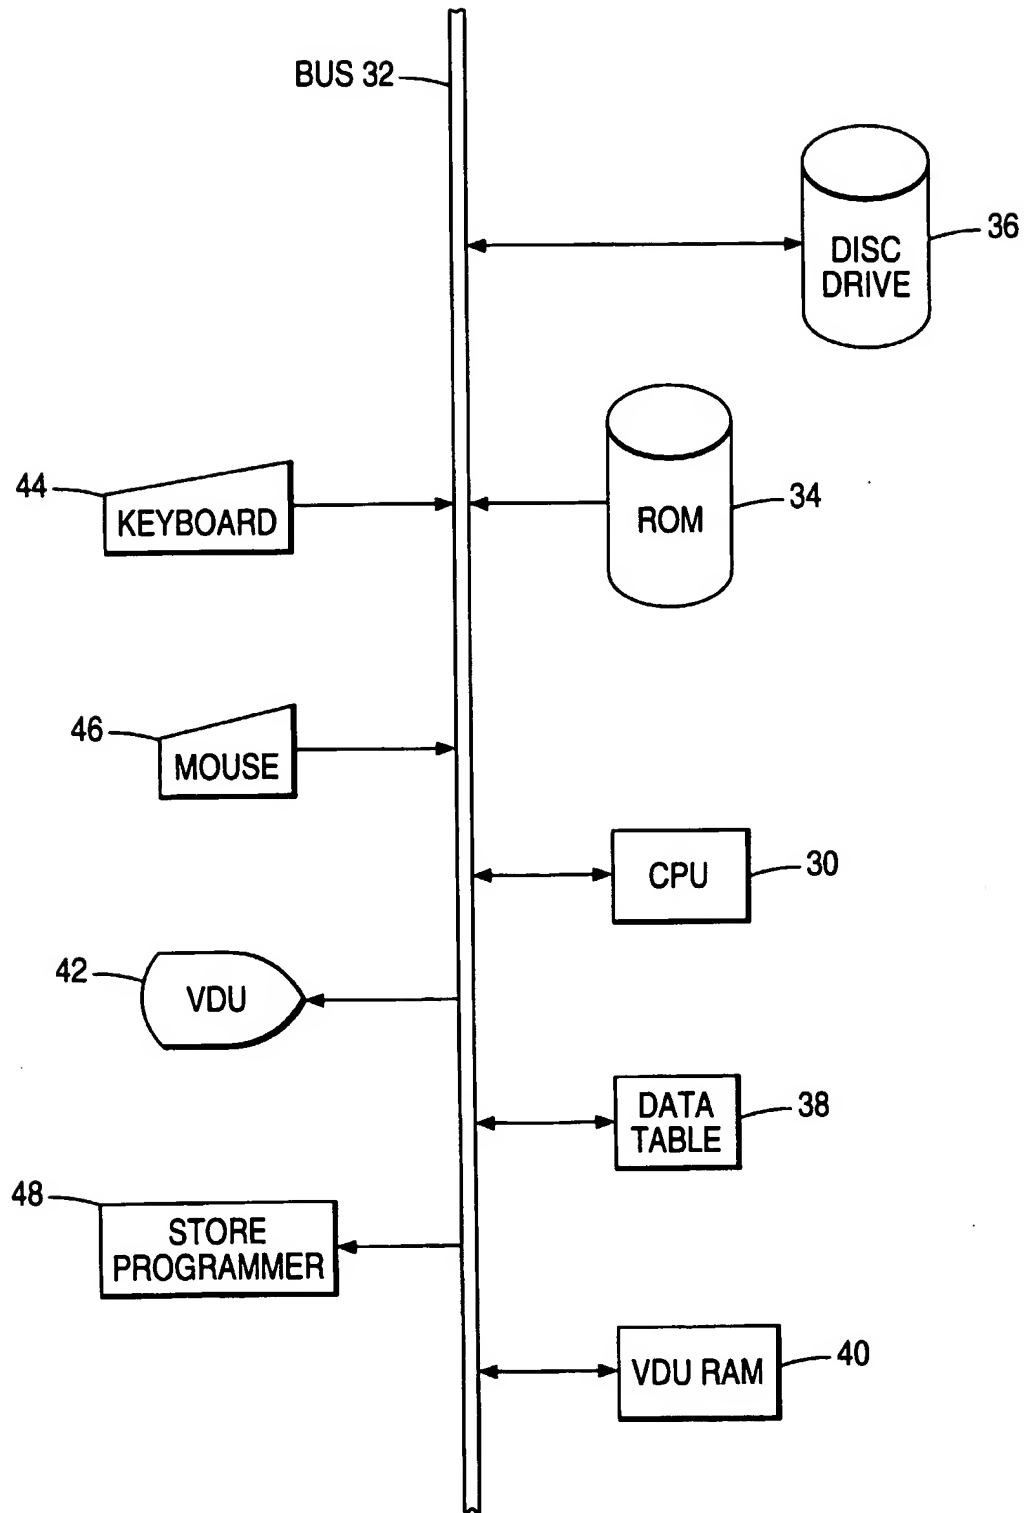 BUS 32
DISC
DRIVE
36
44
KEYBOARD
ROM
34
46
MOUSE
CPU
30
42
VDU
DATA
TABLE
38
48
STORE
PROGRAMMER
VDU RAM
40